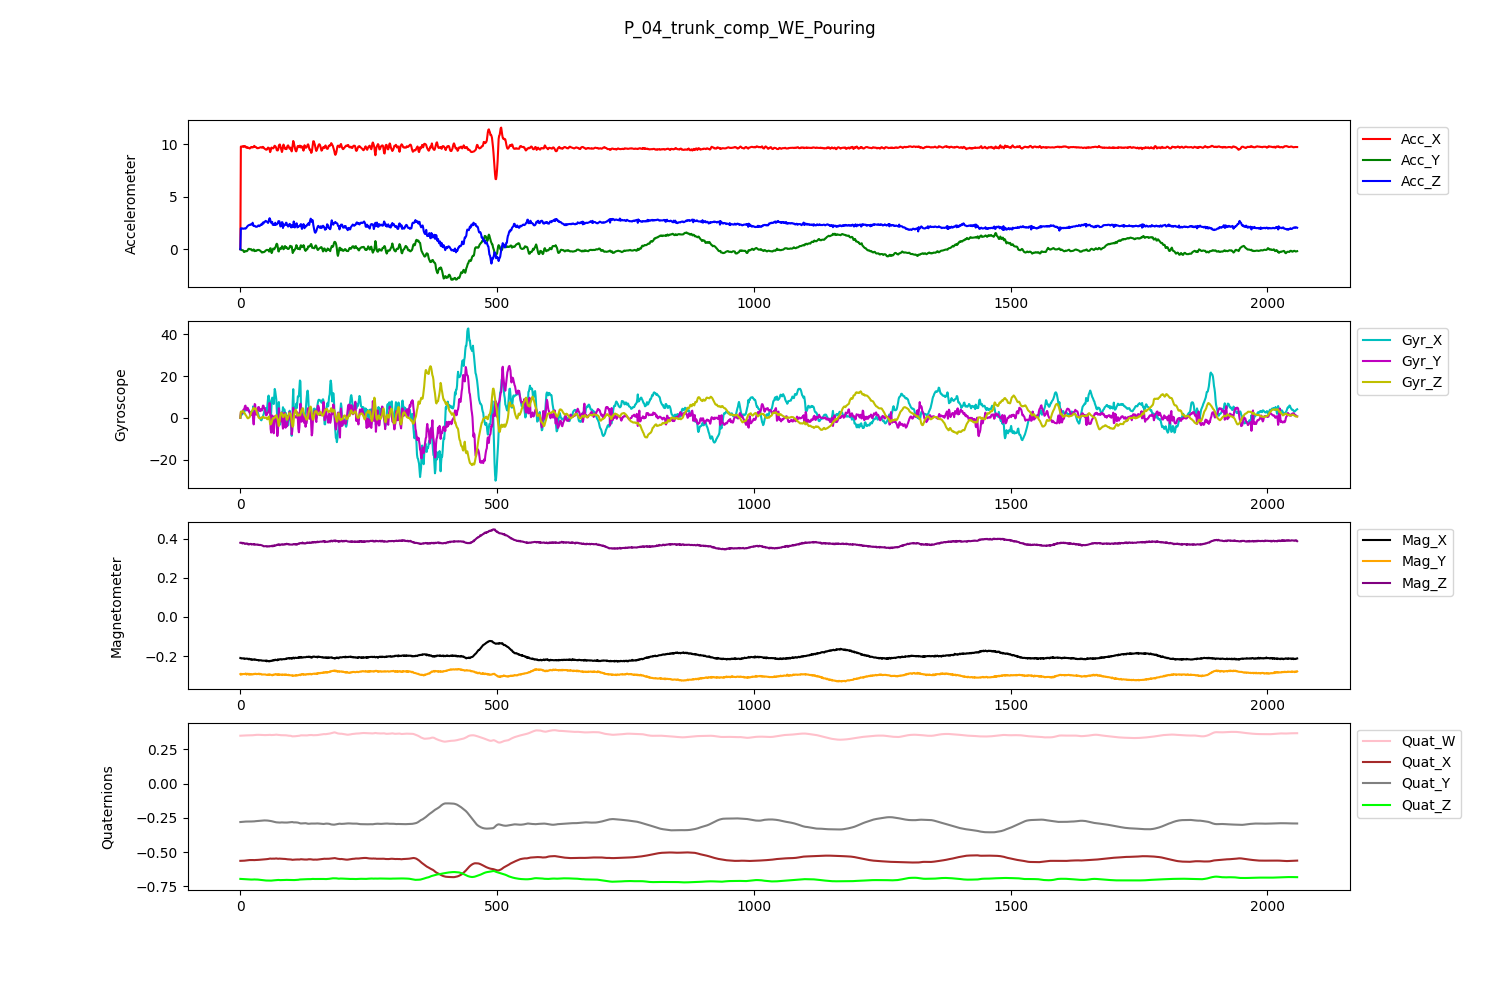 P_04_trunk_comp_WE_Pouring
Accelerometer
10
5
0
0
500
1000
1500
2000
Acc_X
Acc_Y
Acc_Z
Gyroscope
40
20
0
−20
0
500
1000
1500
2000
Gyr_X
Gyr_Y
Gyr_Z
Magnetometer
0.4
0.2
0.0
−0.2
0
500
1000
1500
2000
Mag_X
Mag_Y
Mag_Z
Quaternions
0.25
0.00
−0.25
−0.50
−0.75
0
500
1000
1500
2000
Quat_W
Quat_X
Quat_Y
Quat_Z